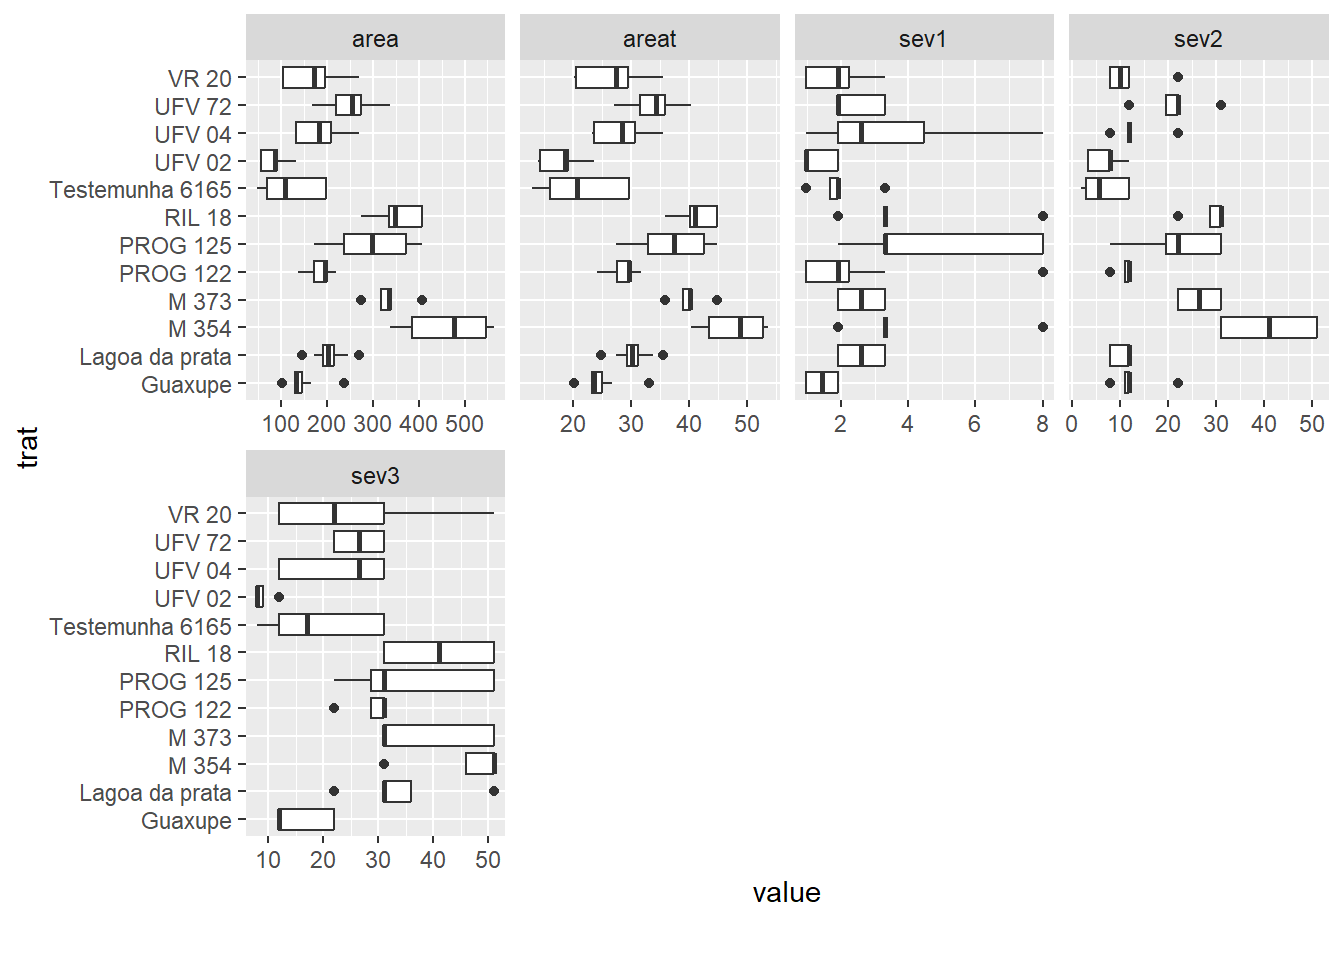 area areat sev1 sev2
VR 20
UFV 72
UFV 04
UFV 02
Testemunha 6165
RIL 18
PROG 125
PROG 122
M 373
M 354
Lagoa da prata
Guaxupe
100 200 300 400 500 20 30 40 50 2 4 6 8 0 10 20 30 40 50
trat
sev3
VR 20
UFV 72
UFV 04
UFV 02
Testemunha 6165
RIL 18
PROG 125
PROG 122
M 373
M 354
Lagoa da prata
Guaxupe
10 20 30 40 50
value